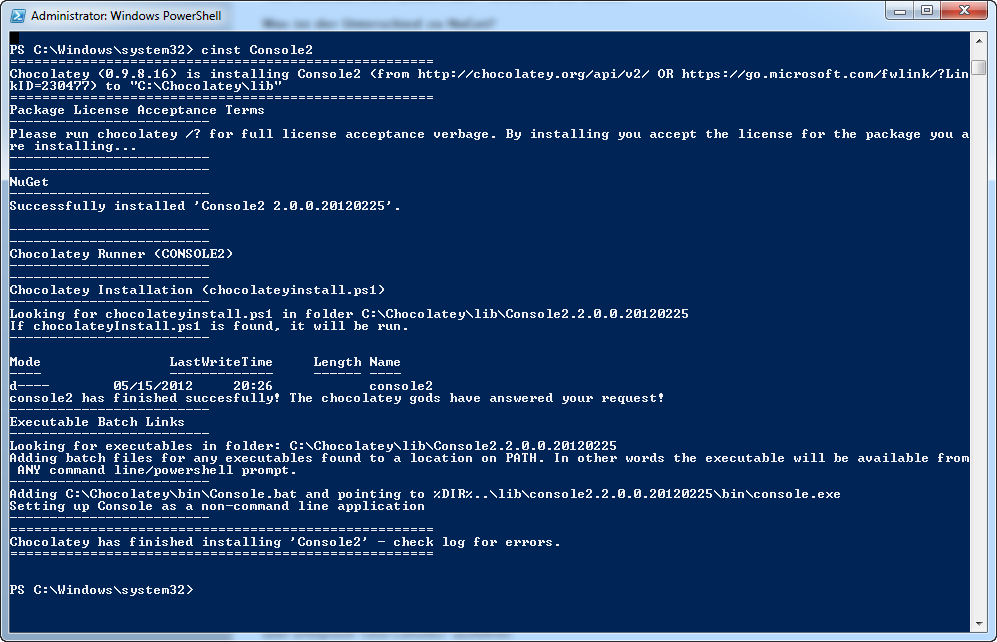 Administrator: Windows PowerShell
Was ist der Unterschied zu NuGet?
PS C:\Windows\system32> cinst Console2
=====================================================
Chocolatey (0.9.8.16) is installing Console2 (from http://chocolatey.org/api/v2/ OR https://go.microsoft.com/fwlink/?Lin
kID=230477) to "C:\Chocolatey\lib"
=====================================================
Package License Acceptance Terms
-------------------------
Please run chocolatey /? for full license acceptance verbage. By installing you accept the license for the package you a
re installing...
-------------------------
-------------------------
NuGet
-------------------------
Successfully installed 'Console2 2.0.0.20120225'.
-------------------------
-------------------------
Chocolatey Runner (CONSOLE2)
-------------------------
-------------------------
Chocolatey Installation (chocolateyinstall.ps1)
-------------------------
Looking for chocolateyinstall.ps1 in folder C:\Chocolatey\lib\Console2.2.0.0.20120225
If chocolateyInstall.ps1 is found, it will be run.
-------------------------
Mode LastWriteTime Length Name
---- ------------- ------ ----
d---- 05/15/2012 20:26 console2
console2 has finished succesfully! The chocolatey gods have answered your request!
-------------------------
Executable Batch Links
-------------------------
Looking for executables in folder: C:\Chocolatey\lib\Console2.2.0.0.20120225
Adding batch files for any executables found to a location on PATH. In other words the executable will be available from
ANY command line/powershell prompt.
-------------------------
Adding C:\Chocolatey\bin\Console.bat and pointing to %DIR%..\lib\console2.2.0.0.20120225\bin\console.exe
Setting up Console as a non-command line application
-------------------------
=====================================================
Chocolatey has finished installing 'Console2' - check log for errors.
=====================================================
PS C:\Windows\system32>